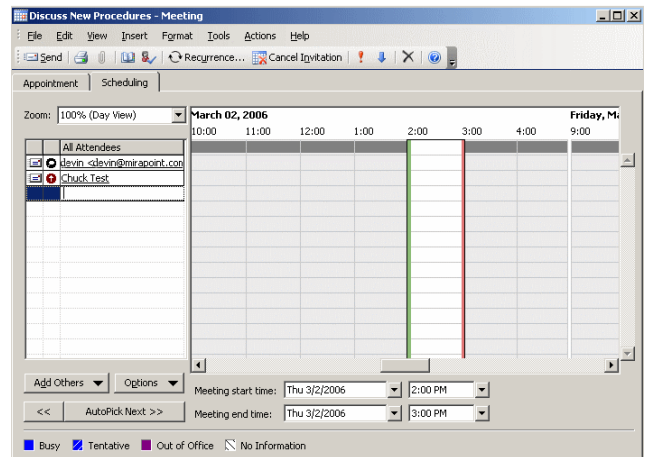 Discuss New Procedures - Meeting
File Edit View Insert Format Tools Actions Help
Send Recurrence... Cancel Invitation
Appointment Scheduling
Zoom: 100% (Day View)
March 02, 2006 Friday, Ma
10:00 11:00 12:00 1:00 2:00 3:00 4:00 9:00
All Attendees
devin <devin@mirapoint.con
Chuck Test
Add Others Options
<< AutoPick Next >>
Meeting start time: Thu 3/2/2006 2:00 PM
Meeting end time: Thu 3/2/2006 3:00 PM
Busy Tentative Out of Office No Information